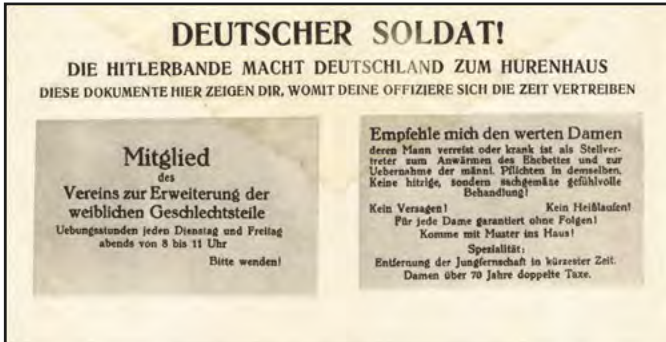 DEUTSCHER SOLDAT!
DIE HITLERBANDE MACHT DEUTSCHLAND ZUM HURENHAUS
DIESE DOKUMENTE HIER ZEIGEN DIR, WOMIT DEINE OFFIZIERE SICH DIE ZEIT VERTREIBEN
Mitglied
des
Vereins zur Erweiterung der
weiblichen Geschlechtsteile
Uebungsstunden jeden Dienstag und Freitag
abends von 8 bis 11 Uhr
Bitte wenden!
Empfehle mich den werten Damen
deren Mann verreist oder krank ist als Stellver-
treter zum Anwärmen des Ehebettes und zur
Uebernahme der männl. Pflichten in demselben.
Keine hitzige, sondern sachgemäse gefühlvolle
Behandlung!
Kein Versagen! Kein Heißlaufen!
Für jede Dame garantiert ohne Folgen!
Komme mit Muster ins Haus!
Spezialität:
Entfernung der Jungfernschaft in kürzester Zeit.
Damen über 70 Jahre doppelte Taxe.